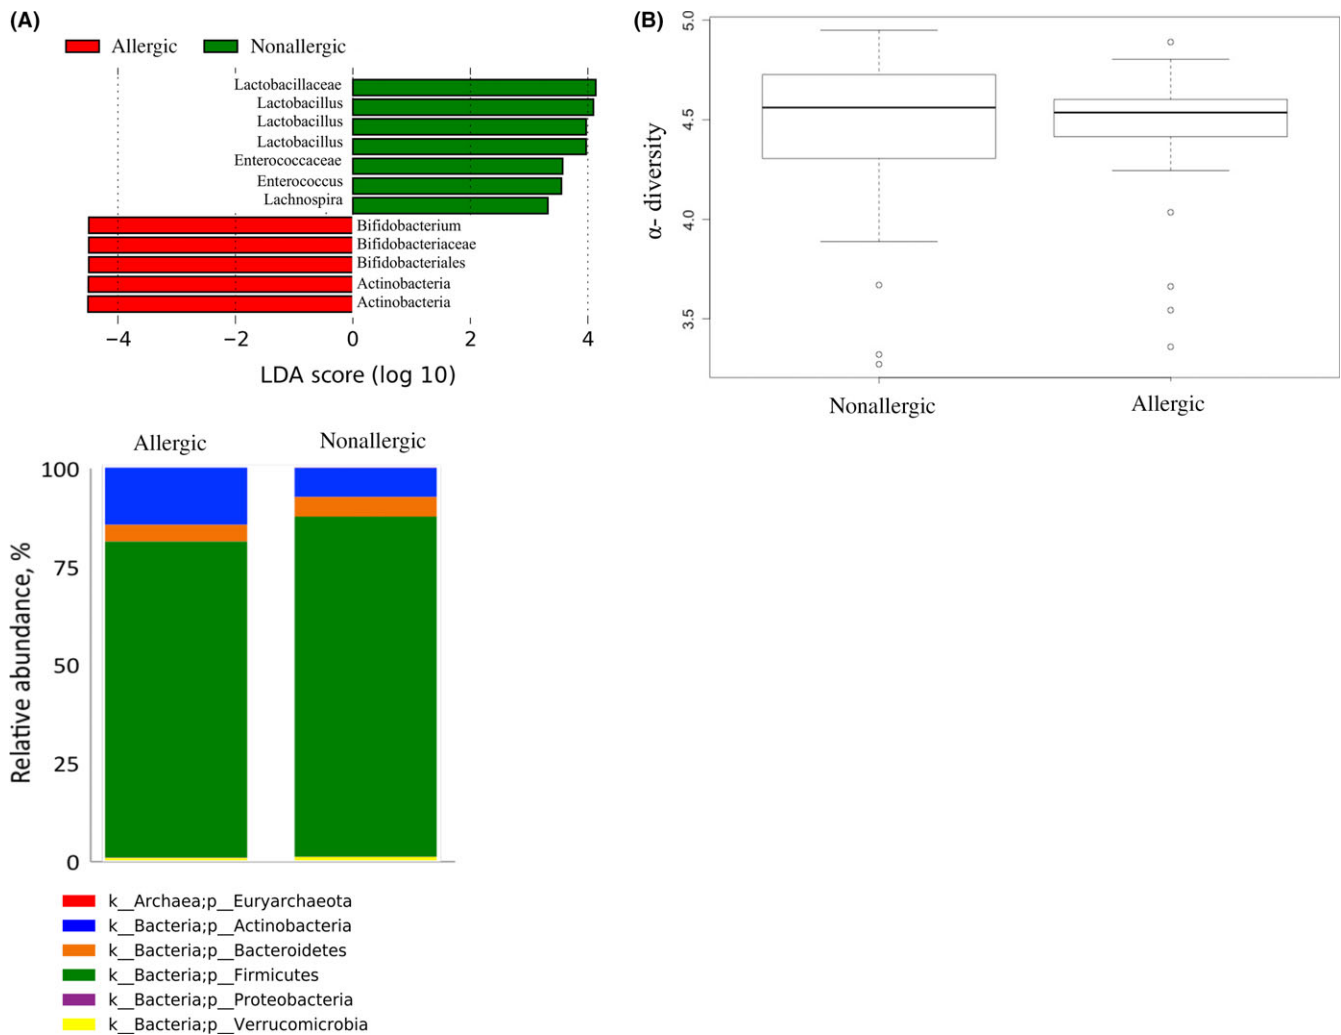 (A)
Allergic Nonallergic
Lactobacillaceae
Lactobacillus
Lactobacillus
Lactobacillus
Enterococcaceae
Enterococcus
Lachnospira
Bifidobacterium
Bifidobacteriaceae
Bifidobacteriales
Actinobacteria
Actinobacteria
−4 −2 0 2 4
LDA score (log 10)
(B)
α- diversity
5.0
4.5
4.0
3.5
Nonallergic Allergic
Allergic Nonallergic
Relative abundance, %
100
75
50
25
0
k__Archaea;p__Euryarchaeota
k__Bacteria;p__Actinobacteria
k__Bacteria;p__Bacteroidetes
k__Bacteria;p__Firmicutes
k__Bacteria;p__Proteobacteria
k__Bacteria;p__Verrucomicrobia